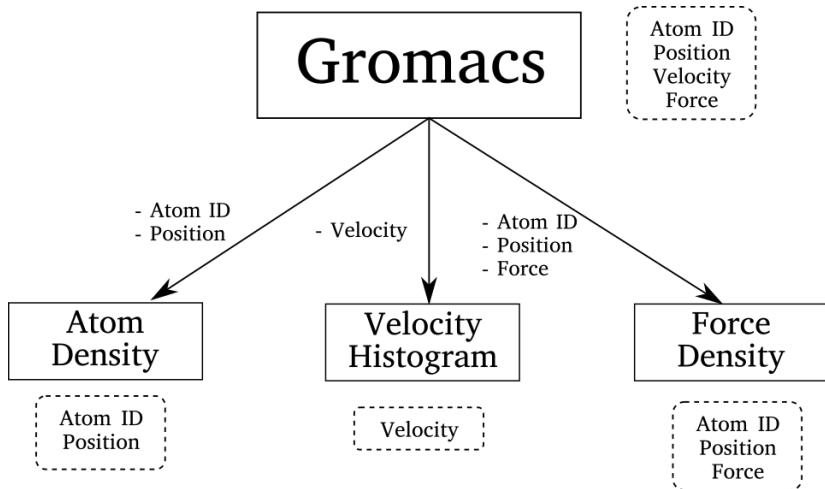 Gromacs
Atom ID
Position
Velocity
Force
- Atom ID
- Position
- Velocity
- Atom ID
- Position
- Force
Atom
Density
Velocity
Histogram
Force
Density
Atom ID
Position
Velocity
Atom ID
Position
Force